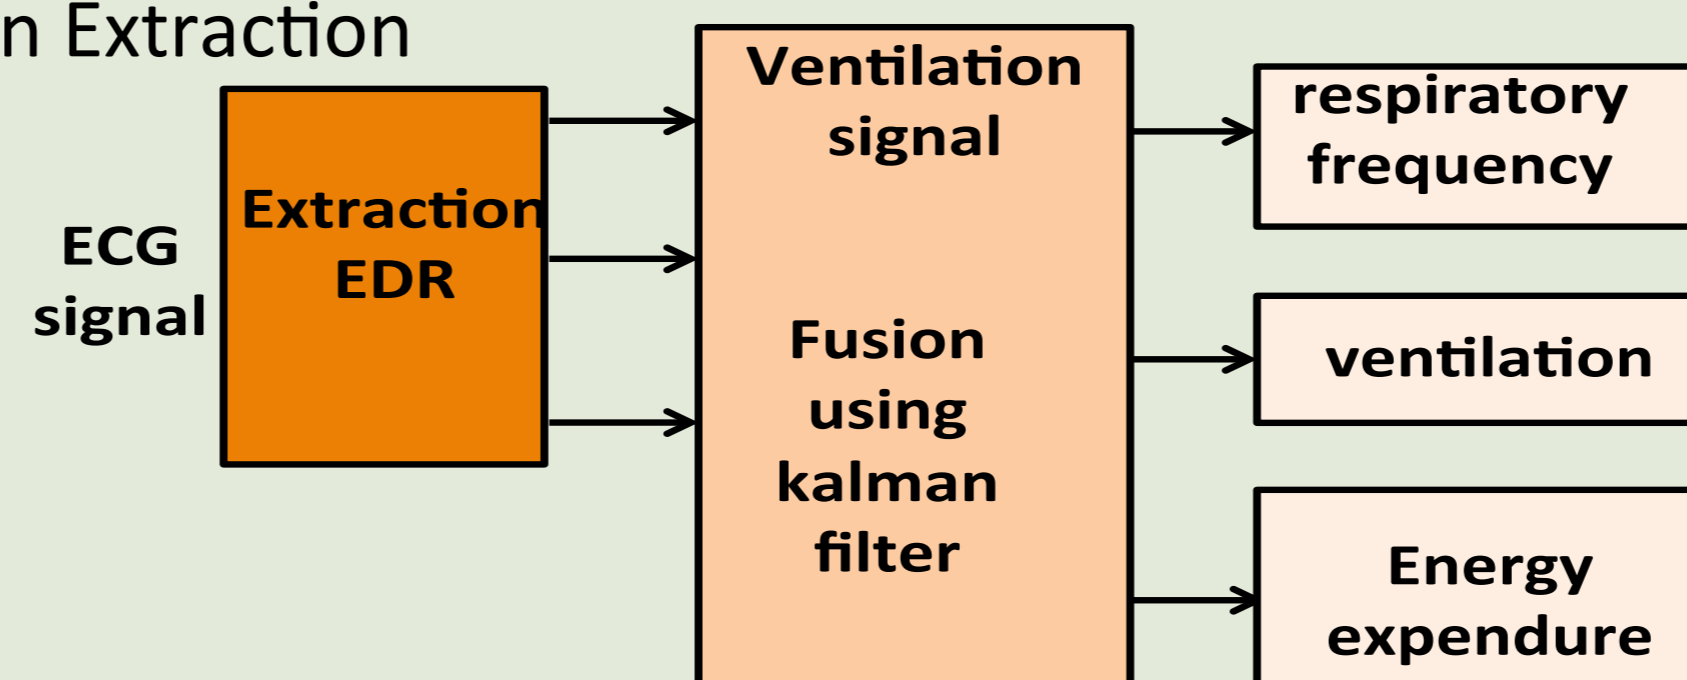 n Extraction
ECG
signal
Extraction
EDR
Ventilation
signal
Fusion
using
kalman
filter
respiratory
frequency
ventilation
Energy
expendure